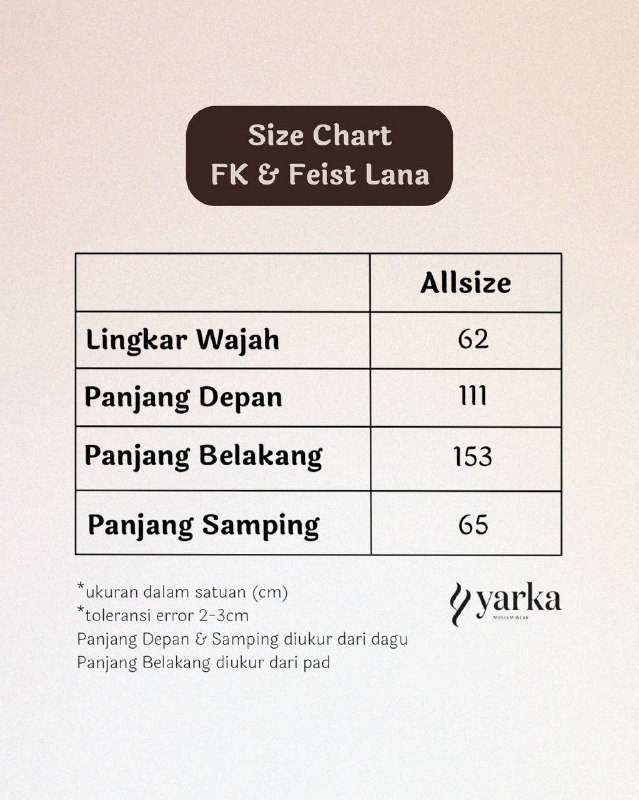 Size Chart
FK & Feist Lana
Allsize
Lingkar Wajah 62
Panjang Depan 111
Panjang Belakang 153
Panjang Samping 65
*ukuran dalam satuan (cm)
*toleransi error 2-3cm
Panjang Depan & Samping diukur dari dagu
Panjang Belakang diukur dari pad
yarka
MOSLEM WEAR